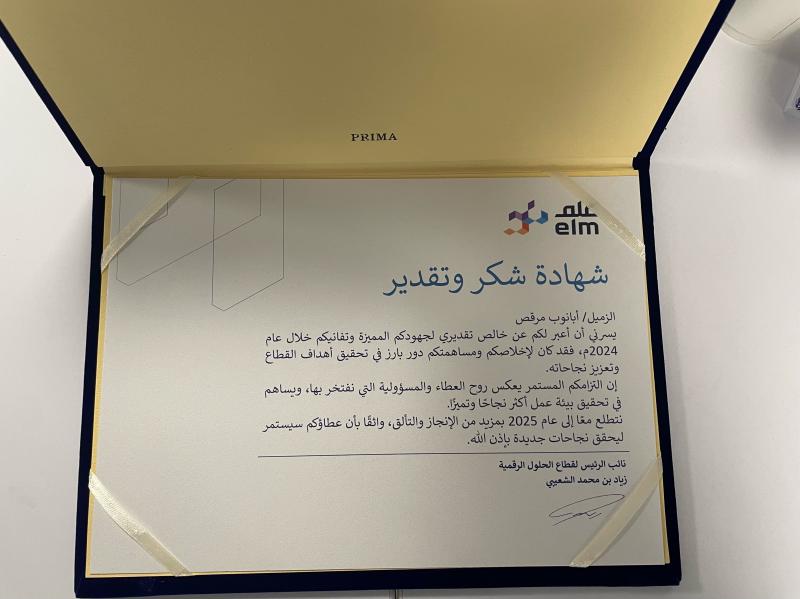 PRIMA
علم
elm
شهادة شكر وتقدير
الزميل/ أبانوب مرقص
يسرني أن أعبر لكم عن خالص تقديري لجهودكم المميزة وتفانيكم خلال عام
2024م، فقد كان لإخلاصكم ومساهمتكم دور بارز في تحقيق أهداف القطاع
وتعزيز نجاحاته.
إن التزامكم المستمر يعكس روح العطاء والمسؤولية التي نفتخر بها، ويساهم
في تحقيق بيئة عمل أكثر نجاحًا وتميزًا.
نتطلع معًا إلى عام 2025 بمزيد من الإنجاز والتألق، واثقًا بأن عطاؤكم سيستمر
ليحقق نجاحات جديدة بإذن الله.
نائب الرئيس لقطاع الحلول الرقمية
زياد بن محمد الشعيبي